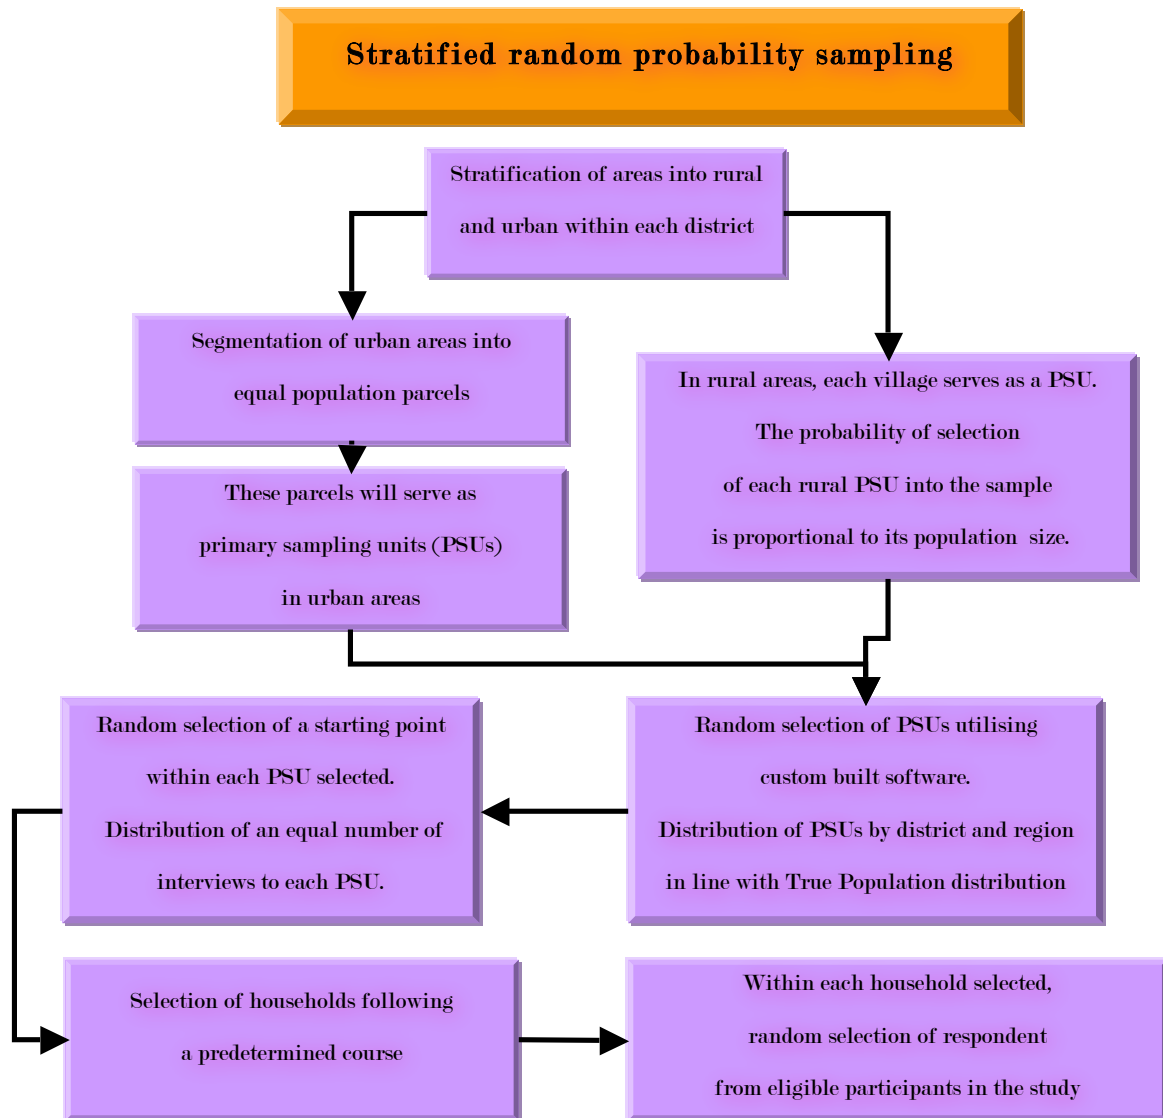 Stratified random probability sampling
Stratification of areas into rural
and urban within each district
Segmentation of urban areas into
equal population parcels
In rural areas, each village serves as a PSU.
The probability of selection
of each rural PSU into the sample
is proportional to its population size.
These parcels will serve as
primary sampling units (PSUs)
in urban areas
Random selection of PSUs utilising
custom built software.
Distribution of PSUs by district and region
in line with True Population distribution
Random selection of a starting point
within each PSU selected.
Distribution of an equal number of
interviews to each PSU.
Selection of households following
a predetermined course
Within each household selected,
random selection of respondent
from eligible participants in the study